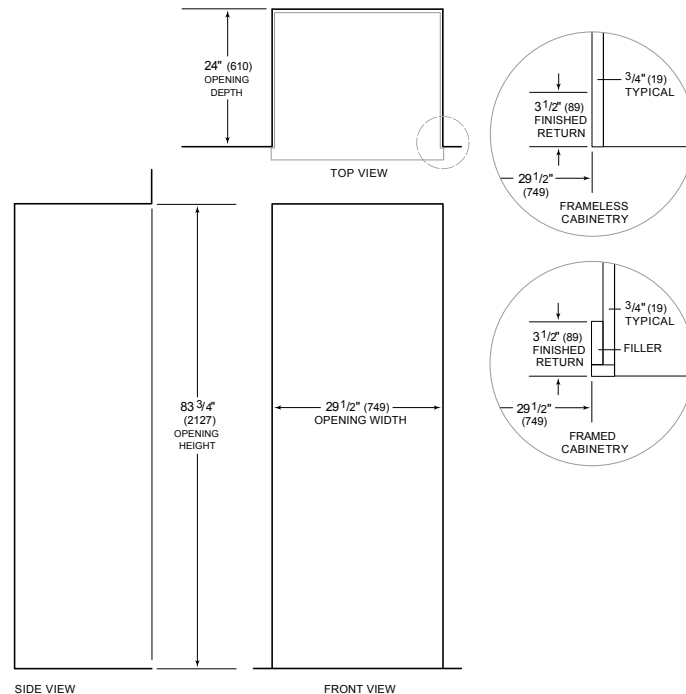 24" (610)
OPENING
DEPTH
TOP VIEW
3/4" (19)
TYPICAL
3 1/2" (89)
FINISHED
RETURN
29 1/2"
(749)
FRAMELESS
CABINETRY
3/4" (19)
TYPICAL
3 1/2" (89)
FINISHED
RETURN
FILLER
29 1/2"
(749)
FRAMED
CABINETRY
83 3/4"
(2127)
OPENING
HEIGHT
29 1/2" (749)
OPENING WIDTH
SIDE VIEW
FRONT VIEW